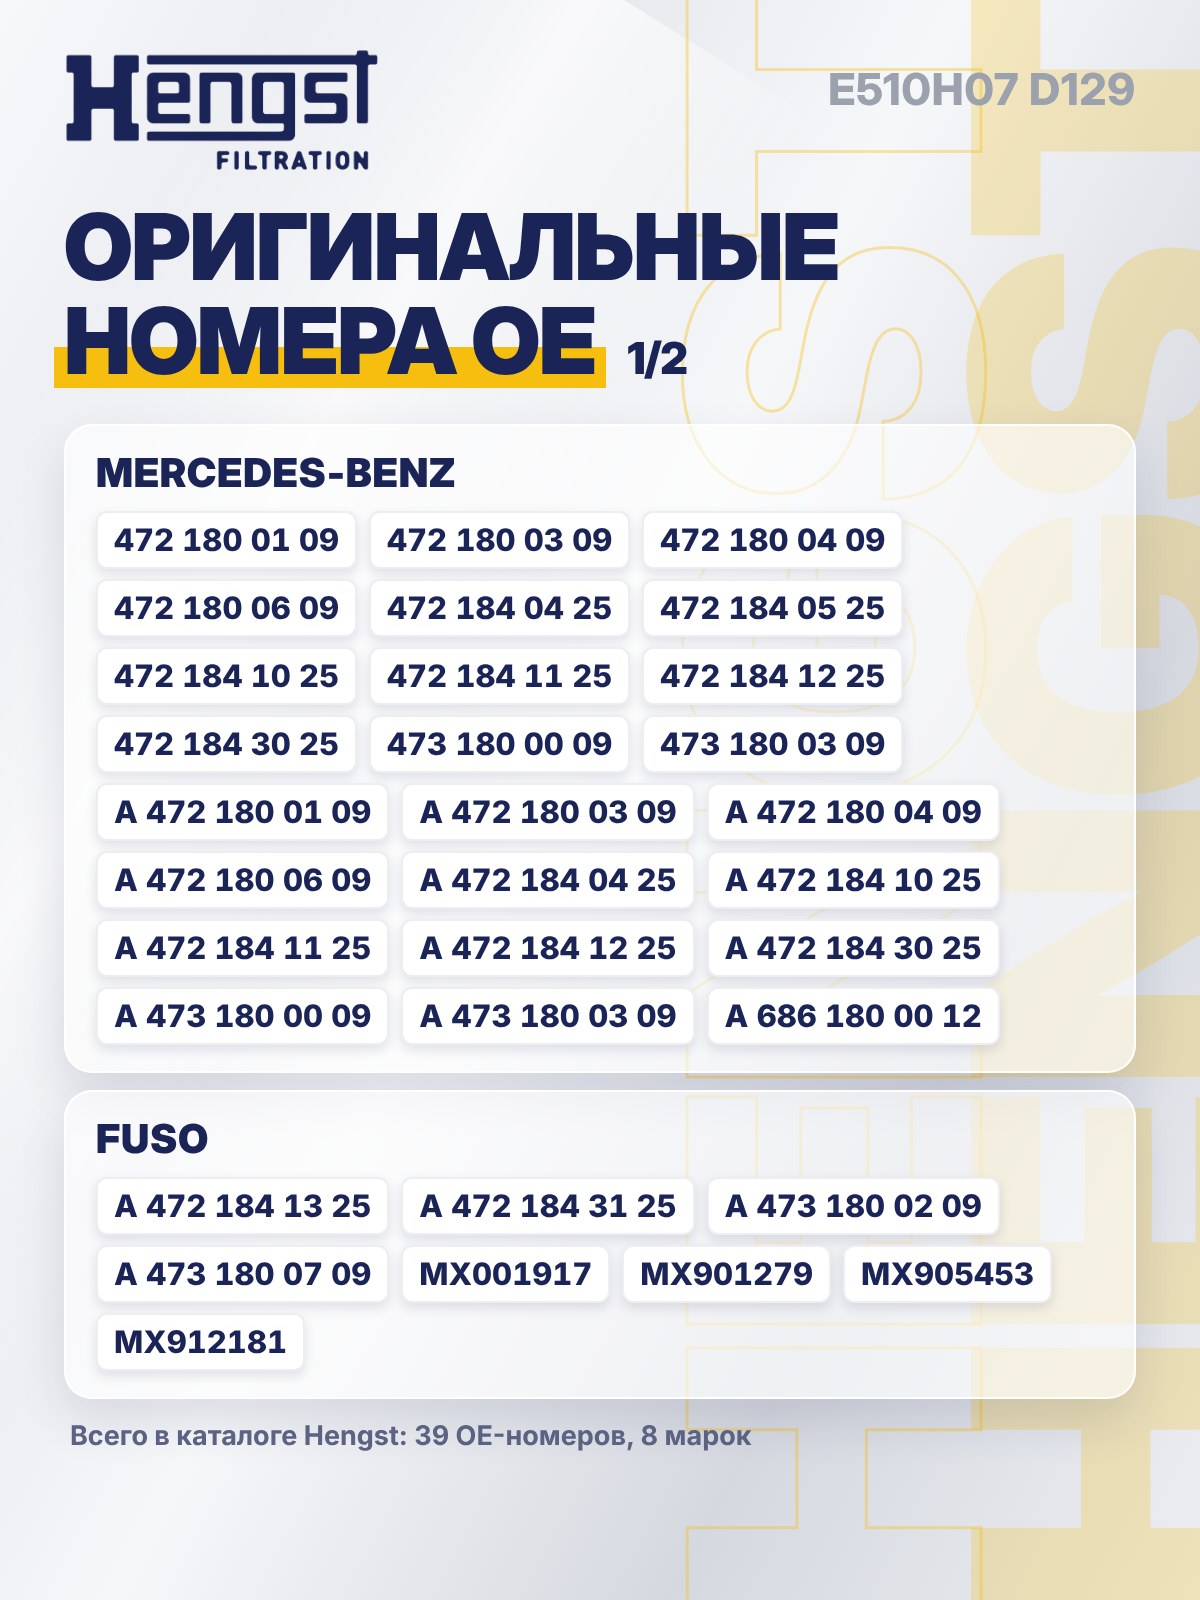 Hengst
FILTRATION
E510H07 D129
ОРИГИНАЛЬНЫЕ
НОМЕРА ОЕ 1/2
MERCEDES-BENZ
472 180 01 09 472 180 03 09 472 180 04 09
472 180 06 09 472 184 04 25 472 184 05 25
472 184 10 25 472 184 11 25 472 184 12 25
472 184 30 25 473 180 00 09 473 180 03 09
A 472 180 01 09 A 472 180 03 09 A 472 180 04 09
A 472 180 06 09 A 472 184 04 25 A 472 184 10 25
A 472 184 11 25 A 472 184 12 25 A 472 184 30 25
A 473 180 00 09 A 473 180 03 09 A 686 180 00 12
FUSO
A 472 184 13 25 A 472 184 31 25 A 473 180 02 09
A 473 180 07 09 MX001917 MX901279 MX905453
MX912181
Всего в каталоге Hengst: 39 ОЕ-номеров, 8 марок
HENGST
HENGST